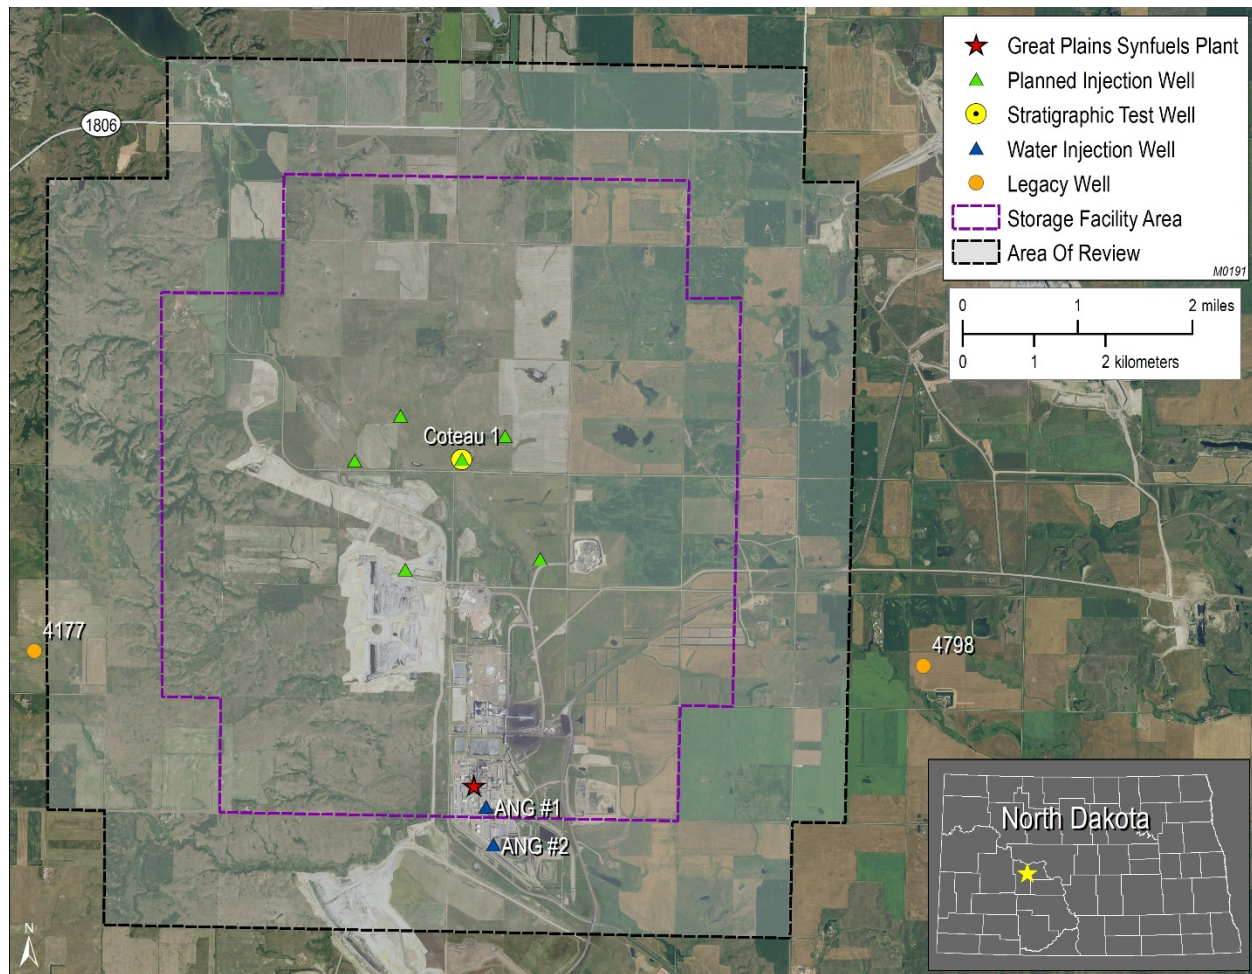 Great Plains Synfuels Plant
Planned Injection Well
Stratigraphic Test Well
Water Injection Well
Legacy Well
Storage Facility Area
Area Of Review
M0191
0 1 2 miles
0 1 2 kilometers
1806
Coteau 1
4177
4798
ANG #1
ANG #2
North Dakota
N